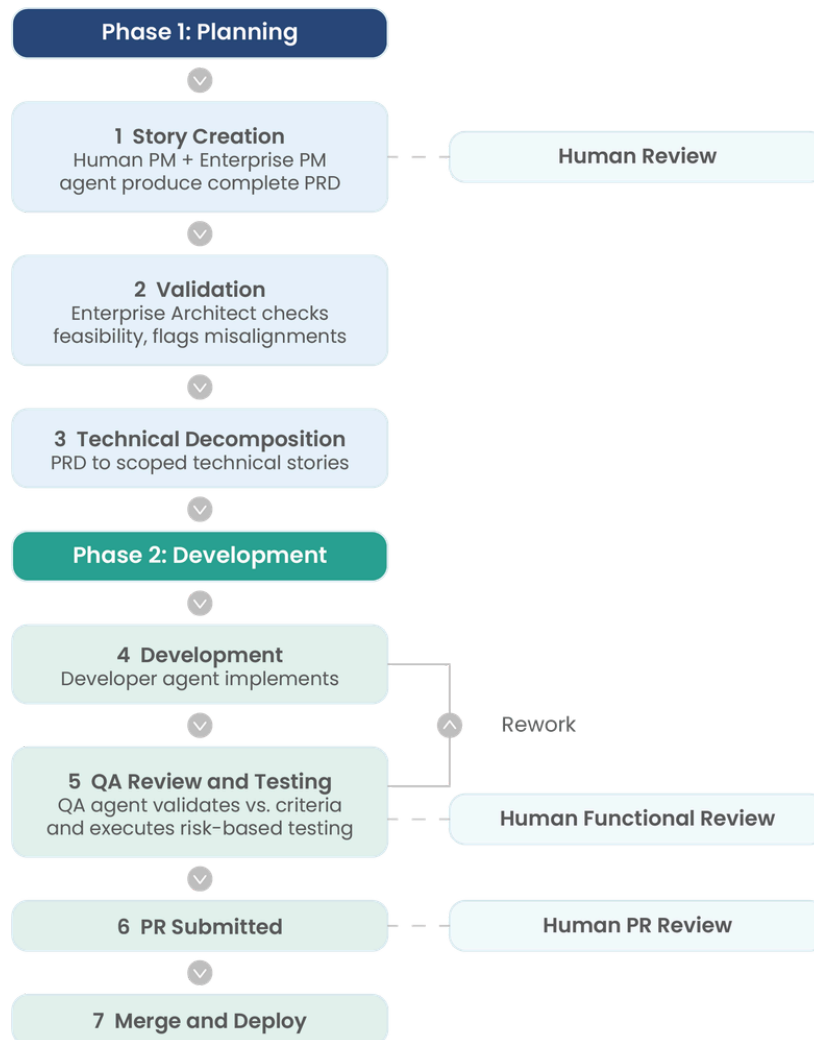 Phase 1: Planning
1 Story Creation
Human PM + Enterprise PM
agent produce complete PRD
Human Review
2 Validation
Enterprise Architect checks
feasibility, flags misalignments
3 Technical Decomposition
PRD to scoped technical stories
Phase 2: Development
4 Development
Developer agent implements
Rework
5 QA Review and Testing
QA agent validates vs. criteria
and executes risk-based testing
Human Functional Review
6 PR Submitted
Human PR Review
7 Merge and Deploy